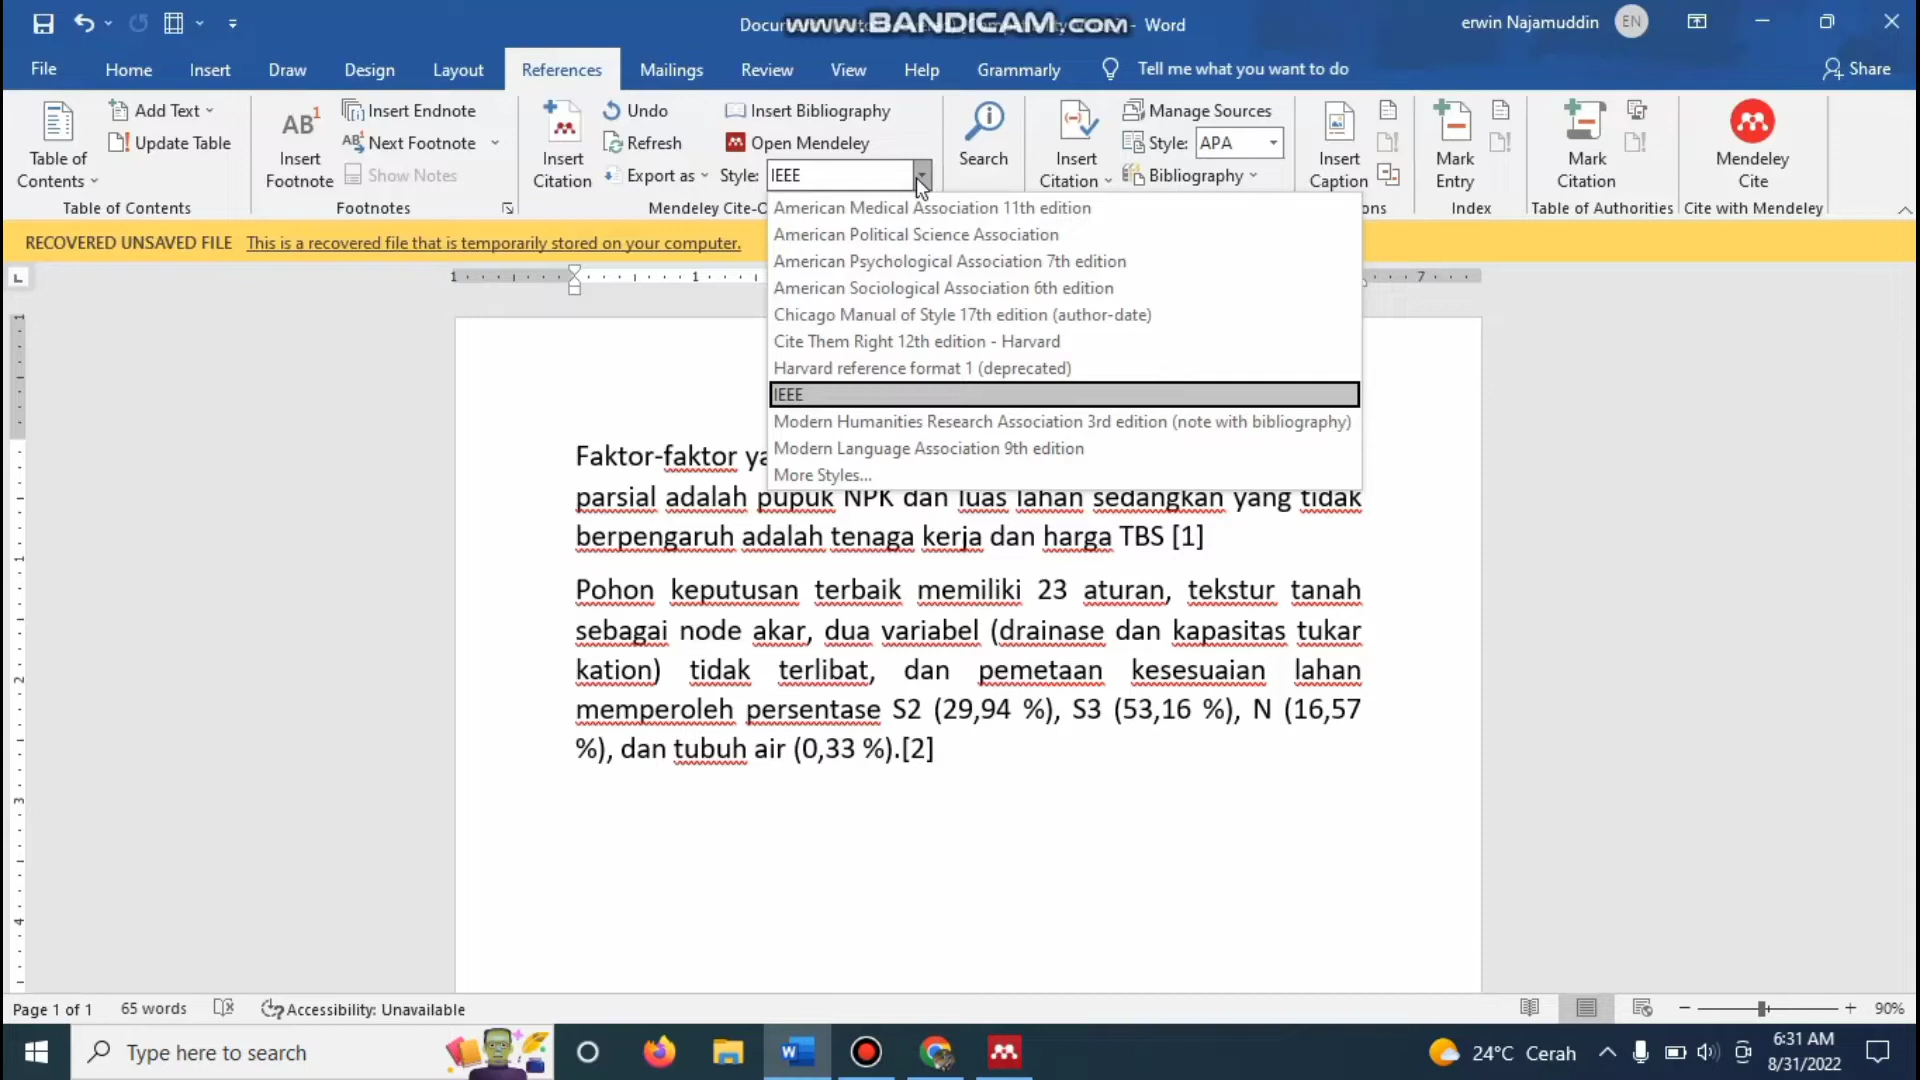 Docu
www.BANDICAM.com
- Word
erwin Najamuddin
EN
File
Home
Insert
Draw
Design
Layout
References
Mailings
Review
View
Help
Grammarly
Tell me what you want to do
Share
Table of
Contents
Add Text
Update Table
Table of Contents
AB1
Insert
Footnote
Insert Endnote
Next Footnote
Show Notes
Footnotes
Insert
Citation
Undo
Refresh
Export as
Insert Bibliography
Open Mendeley
Style: IEEE
Mendeley Cite-O
Search
Insert
Citation
Manage Sources
Style: APA
Bibliography
Insert
Caption
ons
Mark
Entry
Index
Mark
Citation
Table of Authorities
Mendeley
Cite
Cite with Mendeley
American Medical Association 11th edition
American Political Science Association
American Psychological Association 7th edition
American Sociological Association 6th edition
Chicago Manual of Style 17th edition (author-date)
Cite Them Right 12th edition - Harvard
Harvard reference format 1 (deprecated)
IEEE
Modern Humanities Research Association 3rd edition (note with bibliography)
Modern Language Association 9th edition
More Styles...
RECOVERED UNSAVED FILE This is a recovered file that is temporarily stored on your computer.
1 1 7
Faktor-faktor ya
parsial adalah pupuk NPK dan luas lahan sedangkan yang tidak
berpengaruh adalah tenaga kerja dan harga TBS [1]
Pohon keputusan terbaik memiliki 23 aturan, tekstur tanah
sebagai node akar, dua variabel (drainase dan kapasitas tukar
kation) tidak terlibat, dan pemetaan kesesuaian lahan
memperoleh persentase S2 (29,94 %), S3 (53,16 %), N (16,57
%), dan tubuh air (0,33 %).[2]
1
1
2
3
4
Page 1 of 1
65 words
Accessibility: Unavailable
90%
Type here to search
24°C Cerah
6:31 AM
8/31/2022